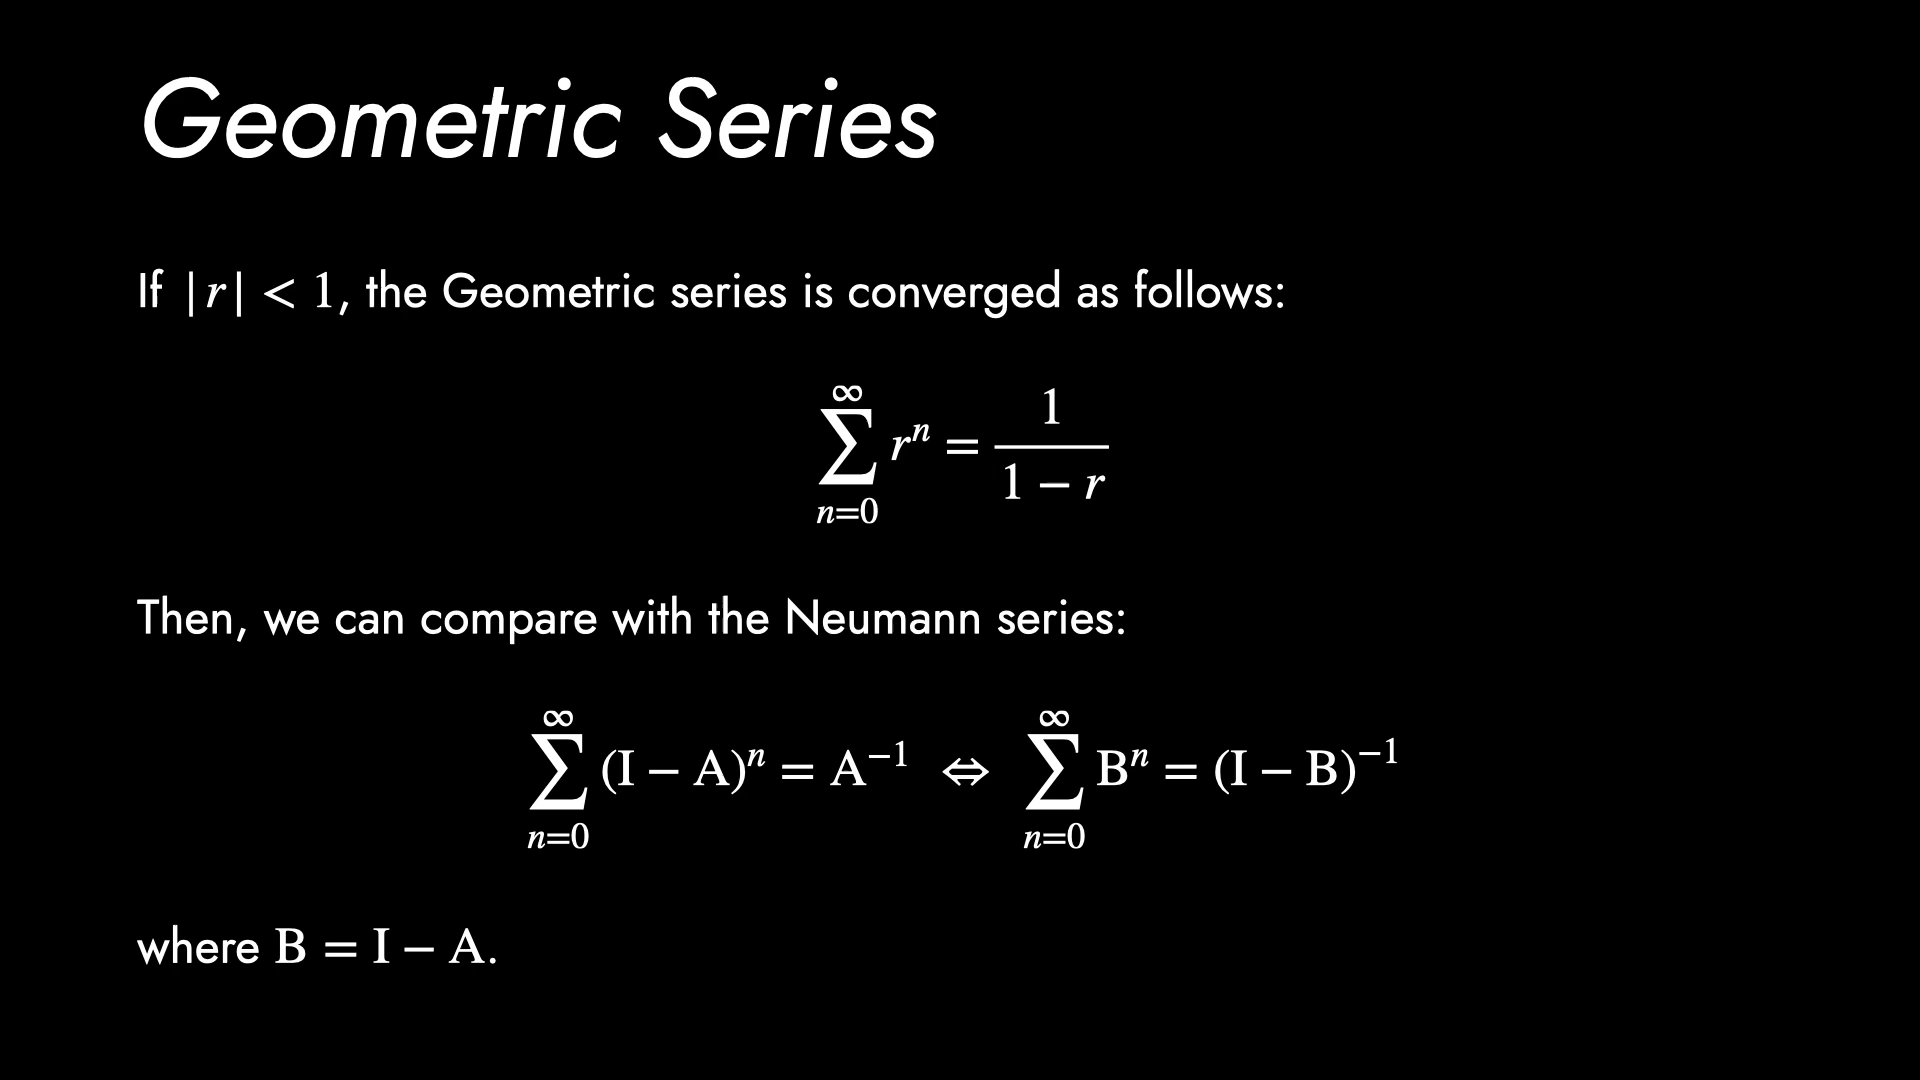 Geometric Series
If |r| < 1, the Geometric series is converged as follows:
∑_{n=0}^{∞} r^n = \frac{1}{1 − r}
Then, we can compare with the Neumann series:
∑_{n=0}^{∞} (I − A)^n = A^{−1} ⇔ ∑_{n=0}^{∞} B^n = (I − B)^{−1}
where B = I − A.